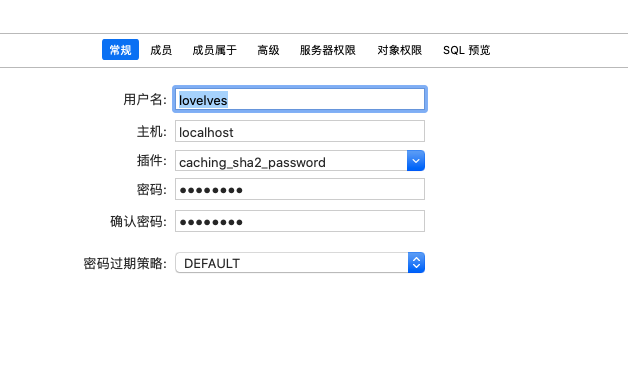 常规 成员 成员属于 高级 服务器权限 对象权限 SQL 预览
用户名: lovelves
主机: localhost
插件: caching_sha2_password
密码: ●●●●●●●●
确认密码: ●●●●●●●●
密码过期策略: DEFAULT